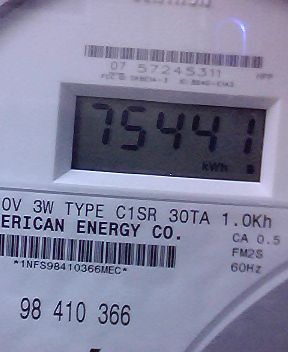 07 57245311
75441
kWh
0V 3W TYPE C1SR 30TA 1.0Kh
ERICAN ENERGY CO.
CA 0.5
FM2S
60Hz
*1NFS98410366MEC*
98 410 366